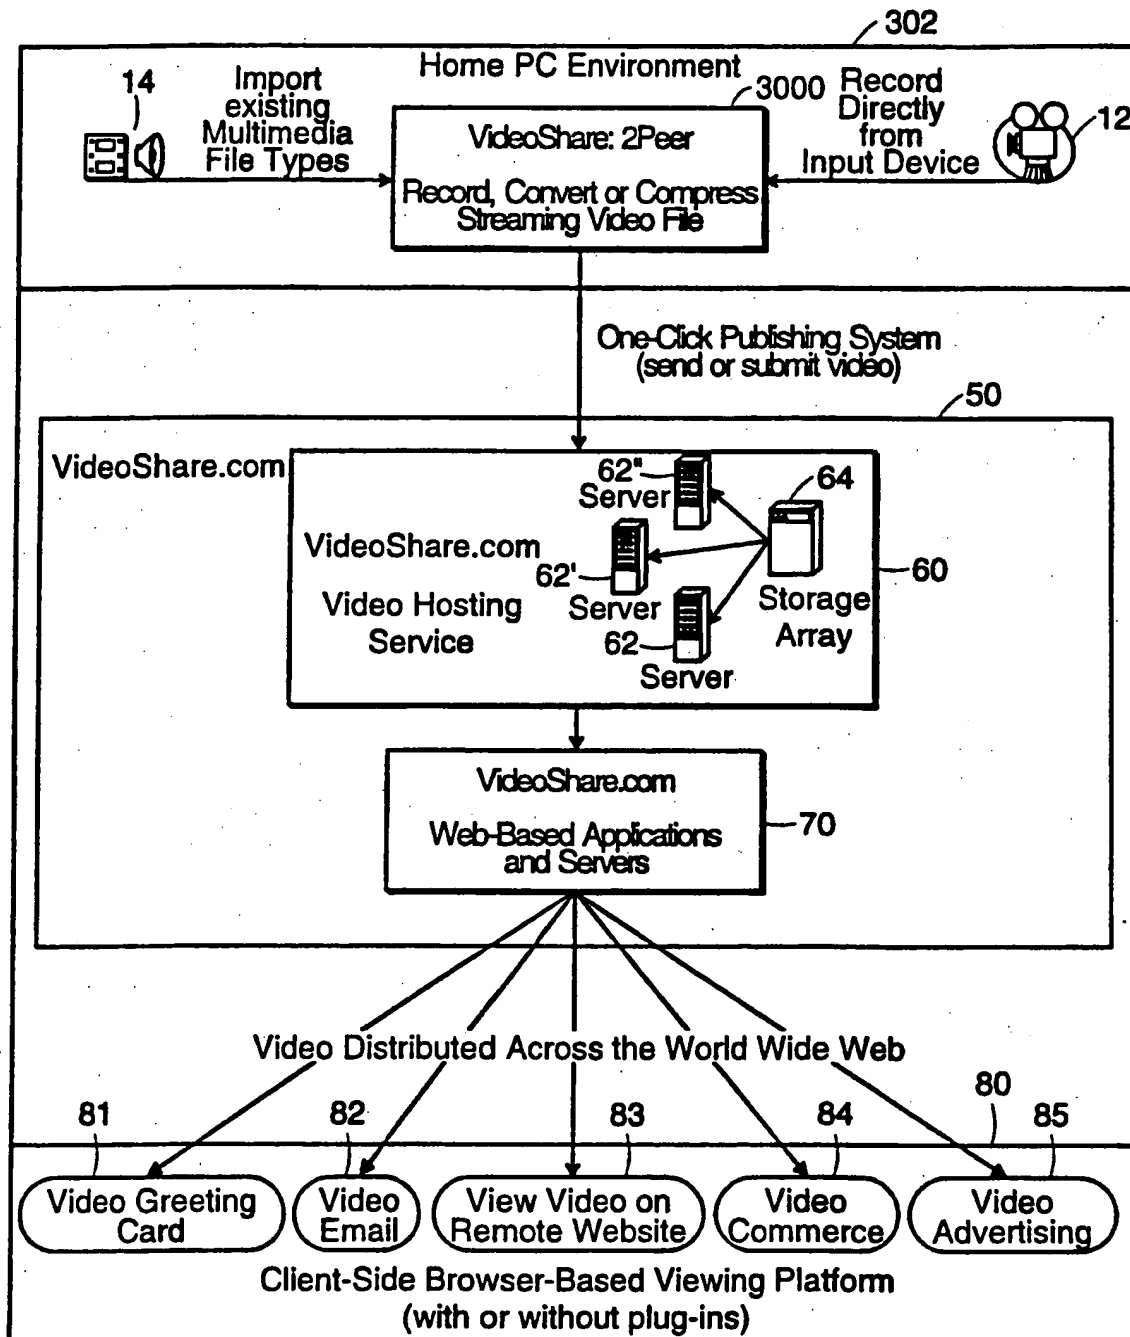 302
Home PC Environment
14
Import
existing
Multimedia
File Types
3000
VideoShare: 2Peer
Record, Convert or Compress
Streaming Video File
Record
Directly
from
Input Device
12
One-Click Publishing System
(send or submit video)
50
VideoShare.com
VideoShare.com
Video Hosting
Service
62"
Server
62'
Server
62
Server
64
Storage
Array
60
VideoShare.com
Web-Based Applications
and Servers
70
Video Distributed Across the World Wide Web
80
81
Video Greeting
Card
82
Video
Email
83
View Video on
Remote Website
84
Video
Commerce
85
Video
Advertising
Client-Side Browser-Based Viewing Platform
(with or without plug-ins)